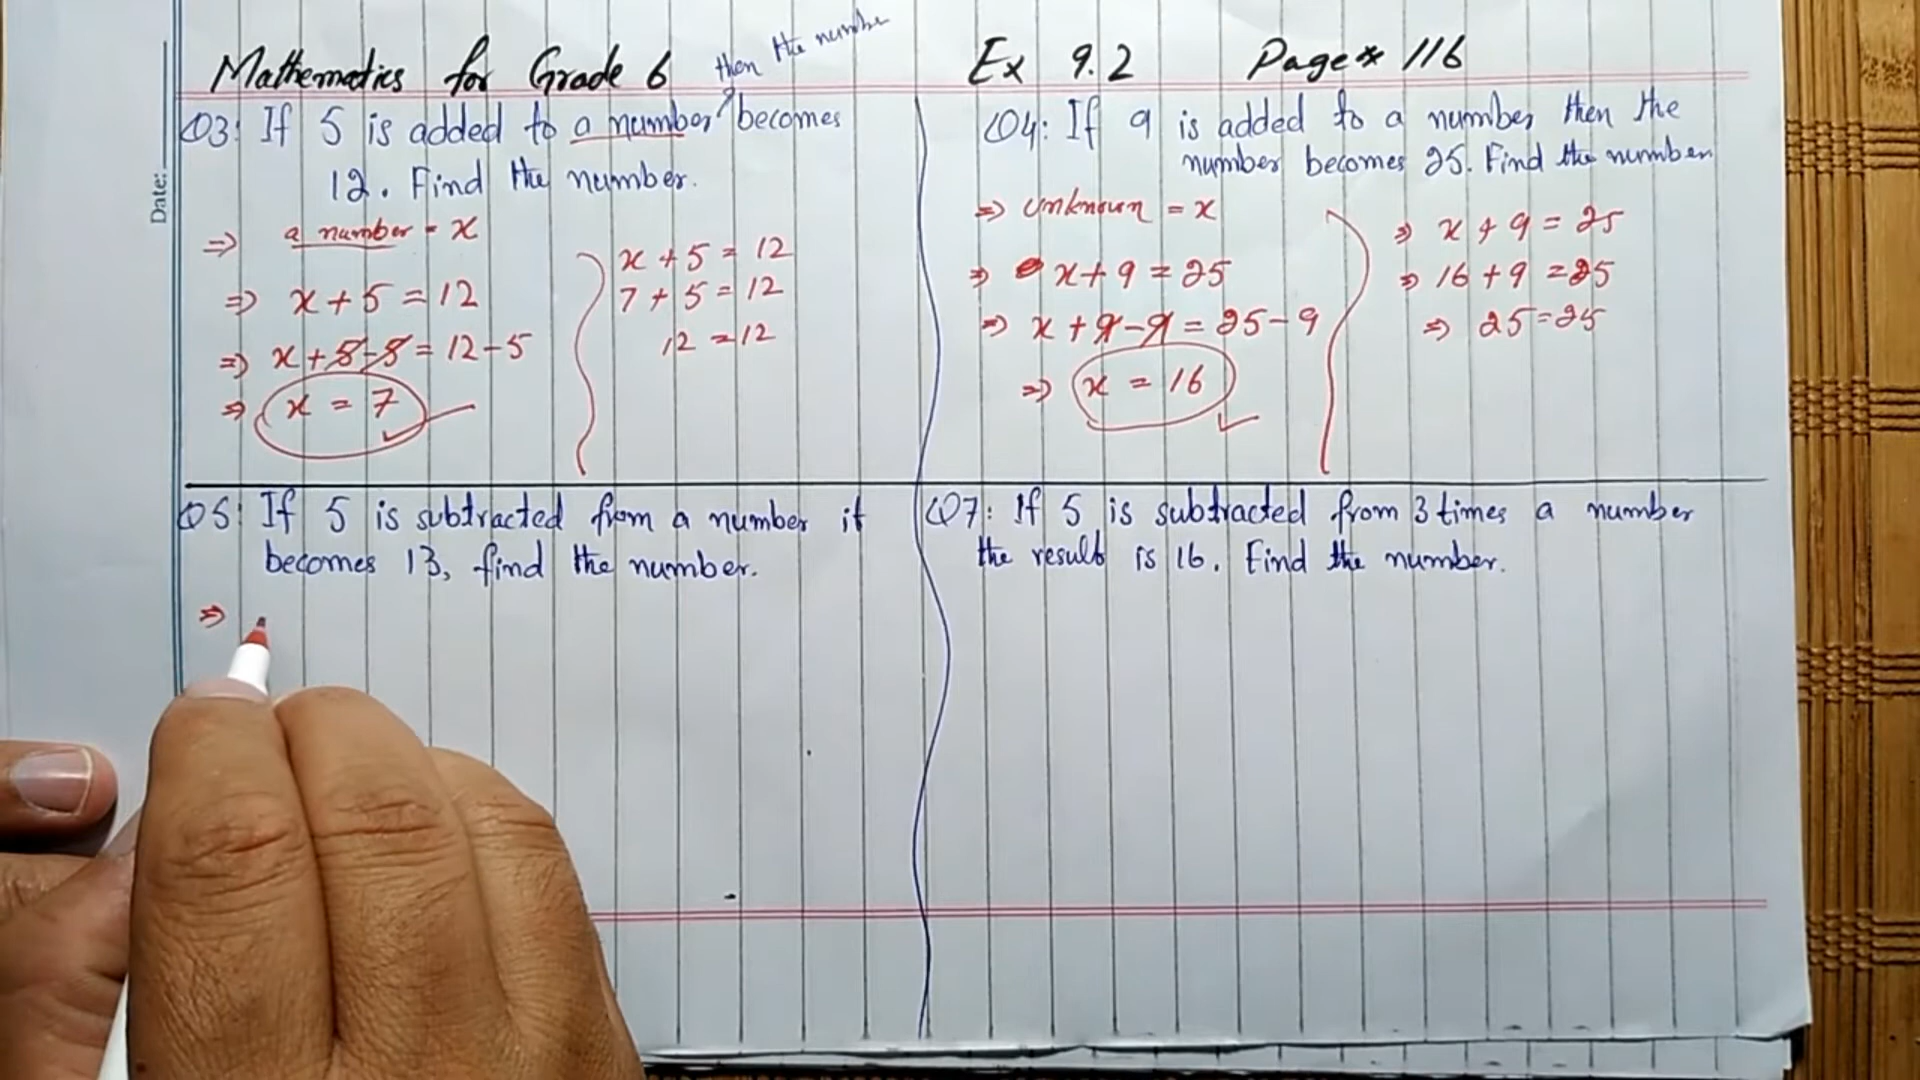 Mathematics for Grade 6
Ex 9.2 Page* 116
then the number
Date:
Q3: If 5 is added to a number becomes
12. Find the number.
⇒ a number = x
⇒ x + 5 = 12
⇒ x + 5 - 5 = 12 - 5
⇒ x = 7
x + 5 = 12
7 + 5 = 12
12 = 12
Q4: If 9 is added to a number then the
number becomes 25. Find the number
⇒ unknown = x
⇒ x + 9 = 25
⇒ x + 9 - 9 = 25 - 9
⇒ x = 16
⇒ x + 9 = 25
⇒ 16 + 9 = 25
⇒ 25 = 25
Q5: If 5 is subtracted from a number it
becomes 13, find the number.
⇒
Q7: If 5 is subtracted from 3 times a number
the result is 16. Find the number.